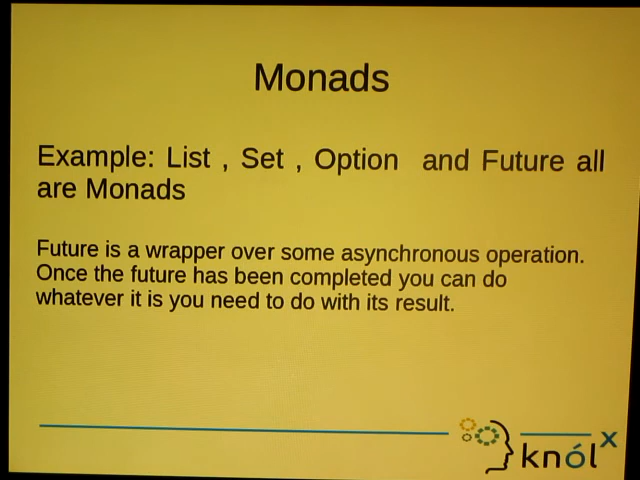 Monads
Example: List , Set , Option and Future all
are Monads
Future is a wrapper over some asynchronous operation.
Once the future has been completed you can do
whatever it is you need to do with its result.
knólx